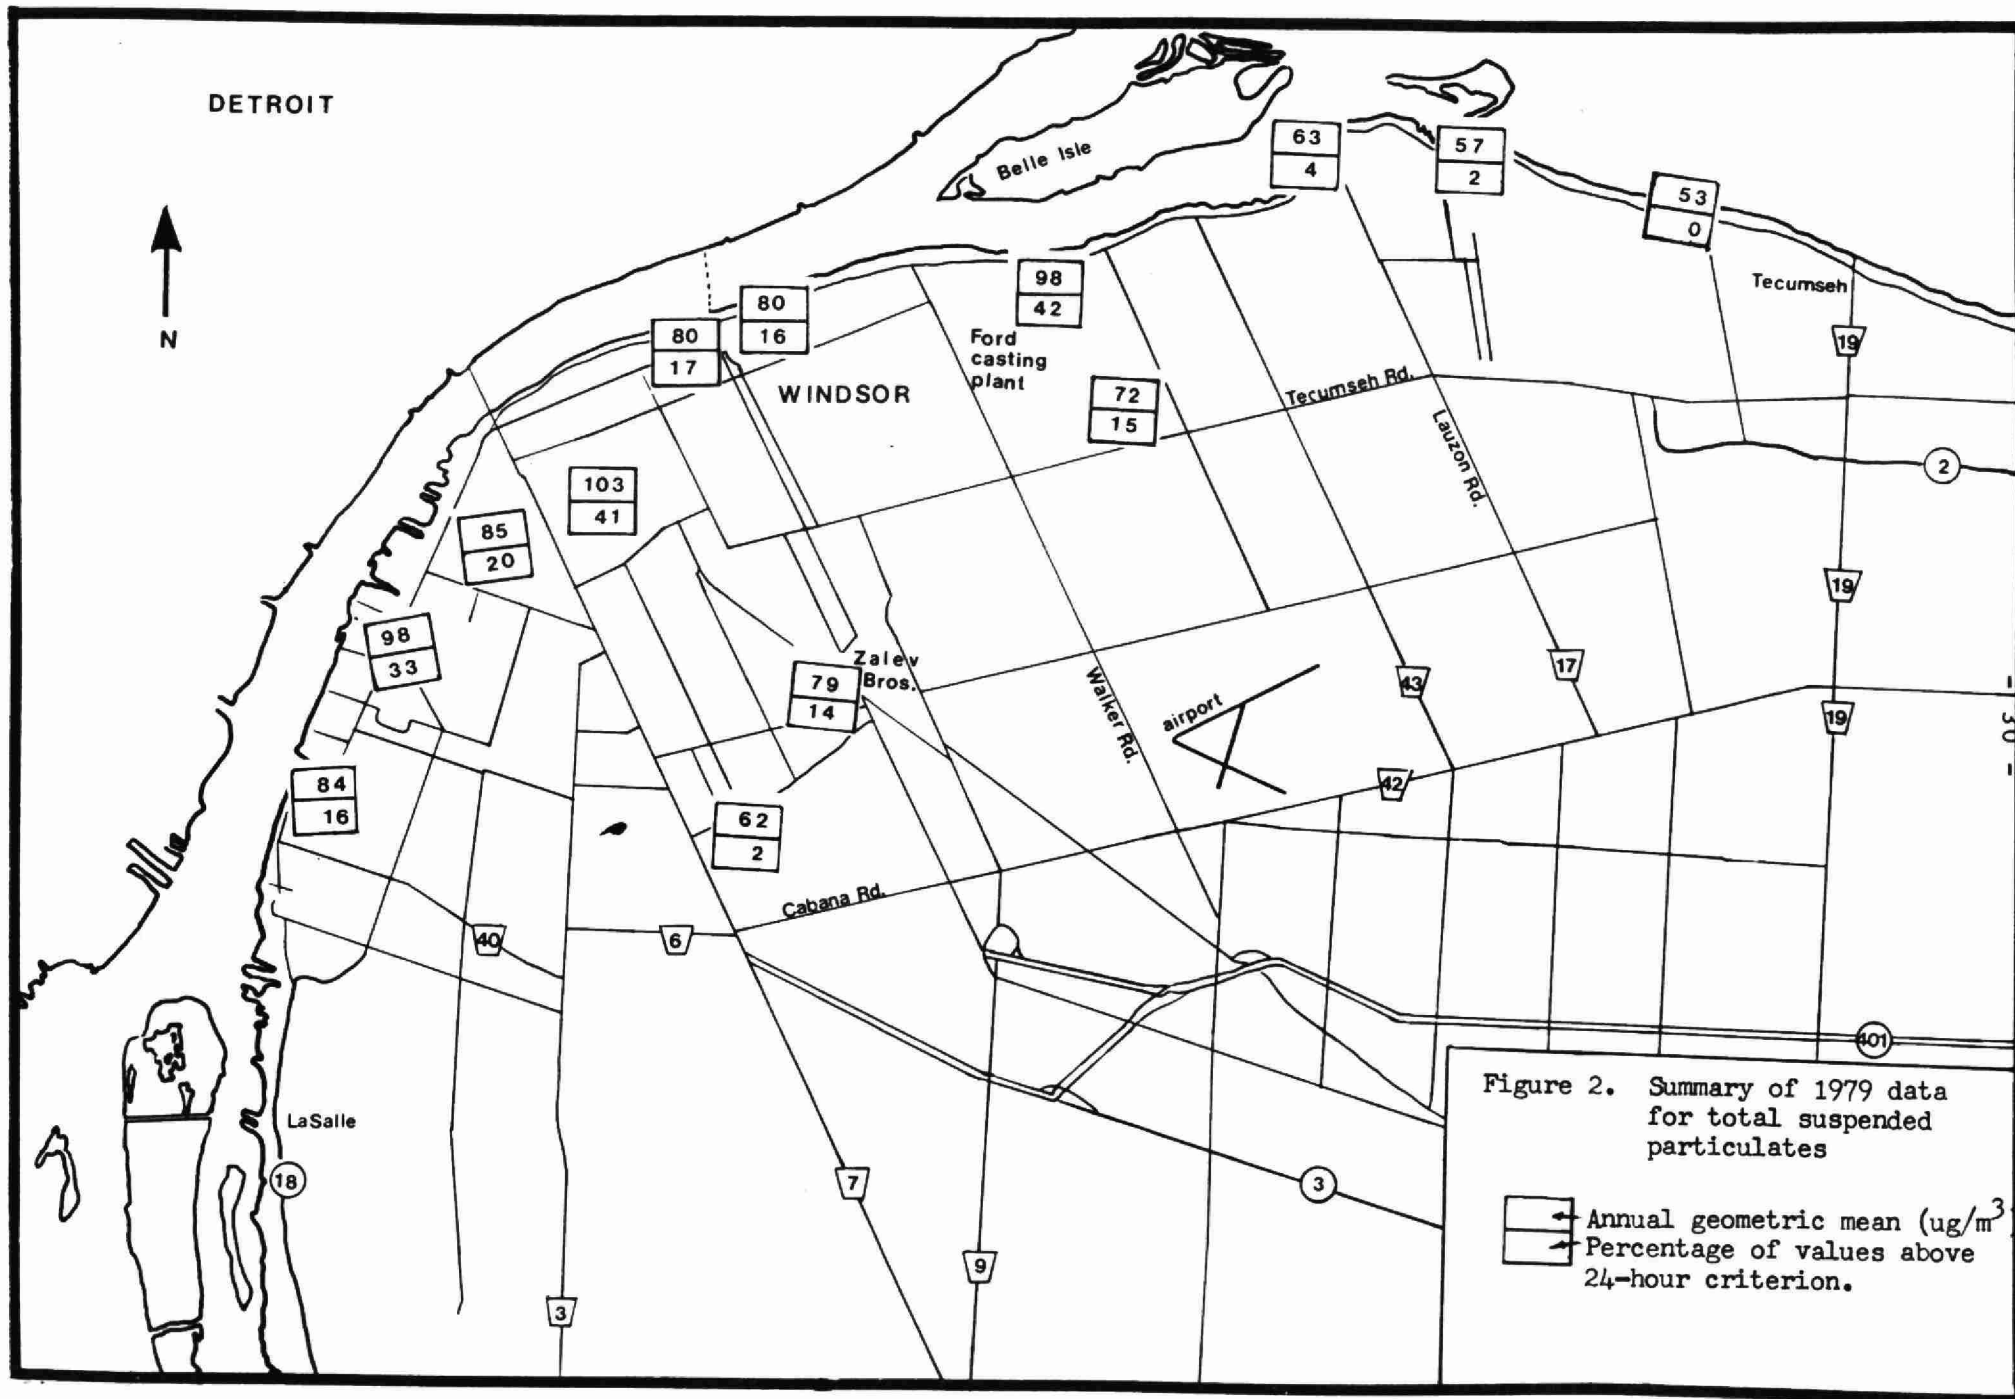 DETROIT
N
Belle Isle
63
4
57
2
53
0
Tecumseh
19
98
42
80
16
80
17
Ford
casting
plant
WINDSOR
72
15
Tecumseh Rd.
Lauzon Rd.
2
103
41
85
20
98
33
19
Zalev
Bros.
79
14
Walker Rd.
airport
43
17
19
- 30 -
42
84
16
62
2
Cabana Rd.
40
6
401
LaSalle
18
7
3
9
3
Figure 2. Summary of 1979 data
for total suspended
particulates
Annual geometric mean (ug/m3
Percentage of values above
24-hour criterion.